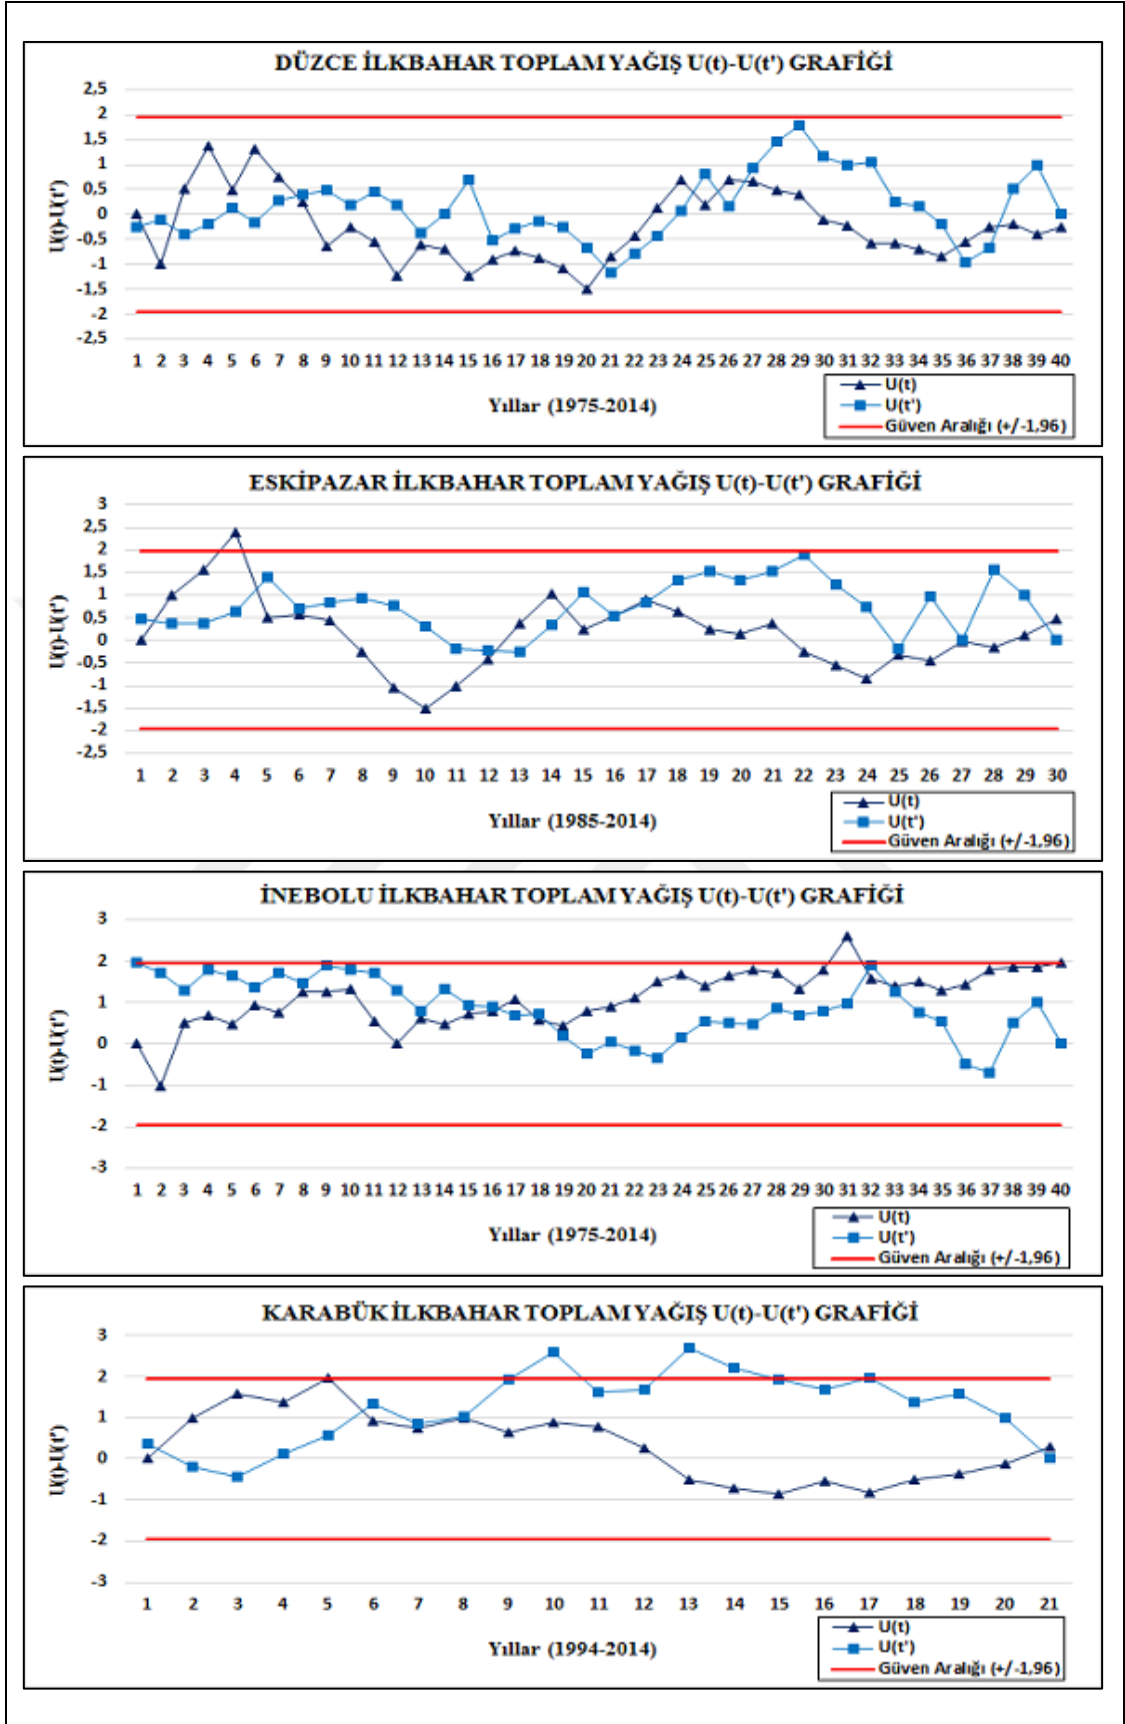 DÜZCE İLKBAHAR TOPLAM YAĞIŞ U(t)-U(t') GRAFİĞİ
2,5
2
1,5
1
0,5
0
-0,5
-1
-1,5
-2
-2,5
U(t)-U(t')
1 2 3 4 5 6 7 8 9 10 11 12 13 14 15 16 17 18 19 20 21 22 23 24 25 26 27 28 29 30 31 32 33 34 35 36 37 38 39 40
Yıllar (1975-2014)
U(t)
U(t')
Güven Aralığı (+/-1,96)
ESKİPAZAR İLKBAHAR TOPLAM YAĞIŞ U(t)-U(t') GRAFİĞİ
3
2,5
2
1,5
1
0,5
0
-0,5
-1
-1,5
-2
-2,5
U(t)-U(t')
1 2 3 4 5 6 7 8 9 10 11 12 13 14 15 16 17 18 19 20 21 22 23 24 25 26 27 28 29 30
Yıllar (1985-2014)
U(t)
U(t')
Güven Aralığı (+/-1,96)
İNEBOLU İLKBAHAR TOPLAM YAĞIŞ U(t)-U(t') GRAFİĞİ
3
2
1
0
-1
-2
-3
U(t)-U(t')
1 2 3 4 5 6 7 8 9 10 11 12 13 14 15 16 17 18 19 20 21 22 23 24 25 26 27 28 29 30 31 32 33 34 35 36 37 38 39 40
Yıllar (1975-2014)
U(t)
U(t')
Güven Aralığı (+/-1,96)
KARABÜK İLKBAHAR TOPLAM YAĞIŞ U(t)-U(t') GRAFİĞİ
3
2
1
0
-1
-2
-3
U(t)-U(t')
1 2 3 4 5 6 7 8 9 10 11 12 13 14 15 16 17 18 19 20 21
Yıllar (1994-2014)
U(t)
U(t')
Güven Aralığı (+/-1,96)